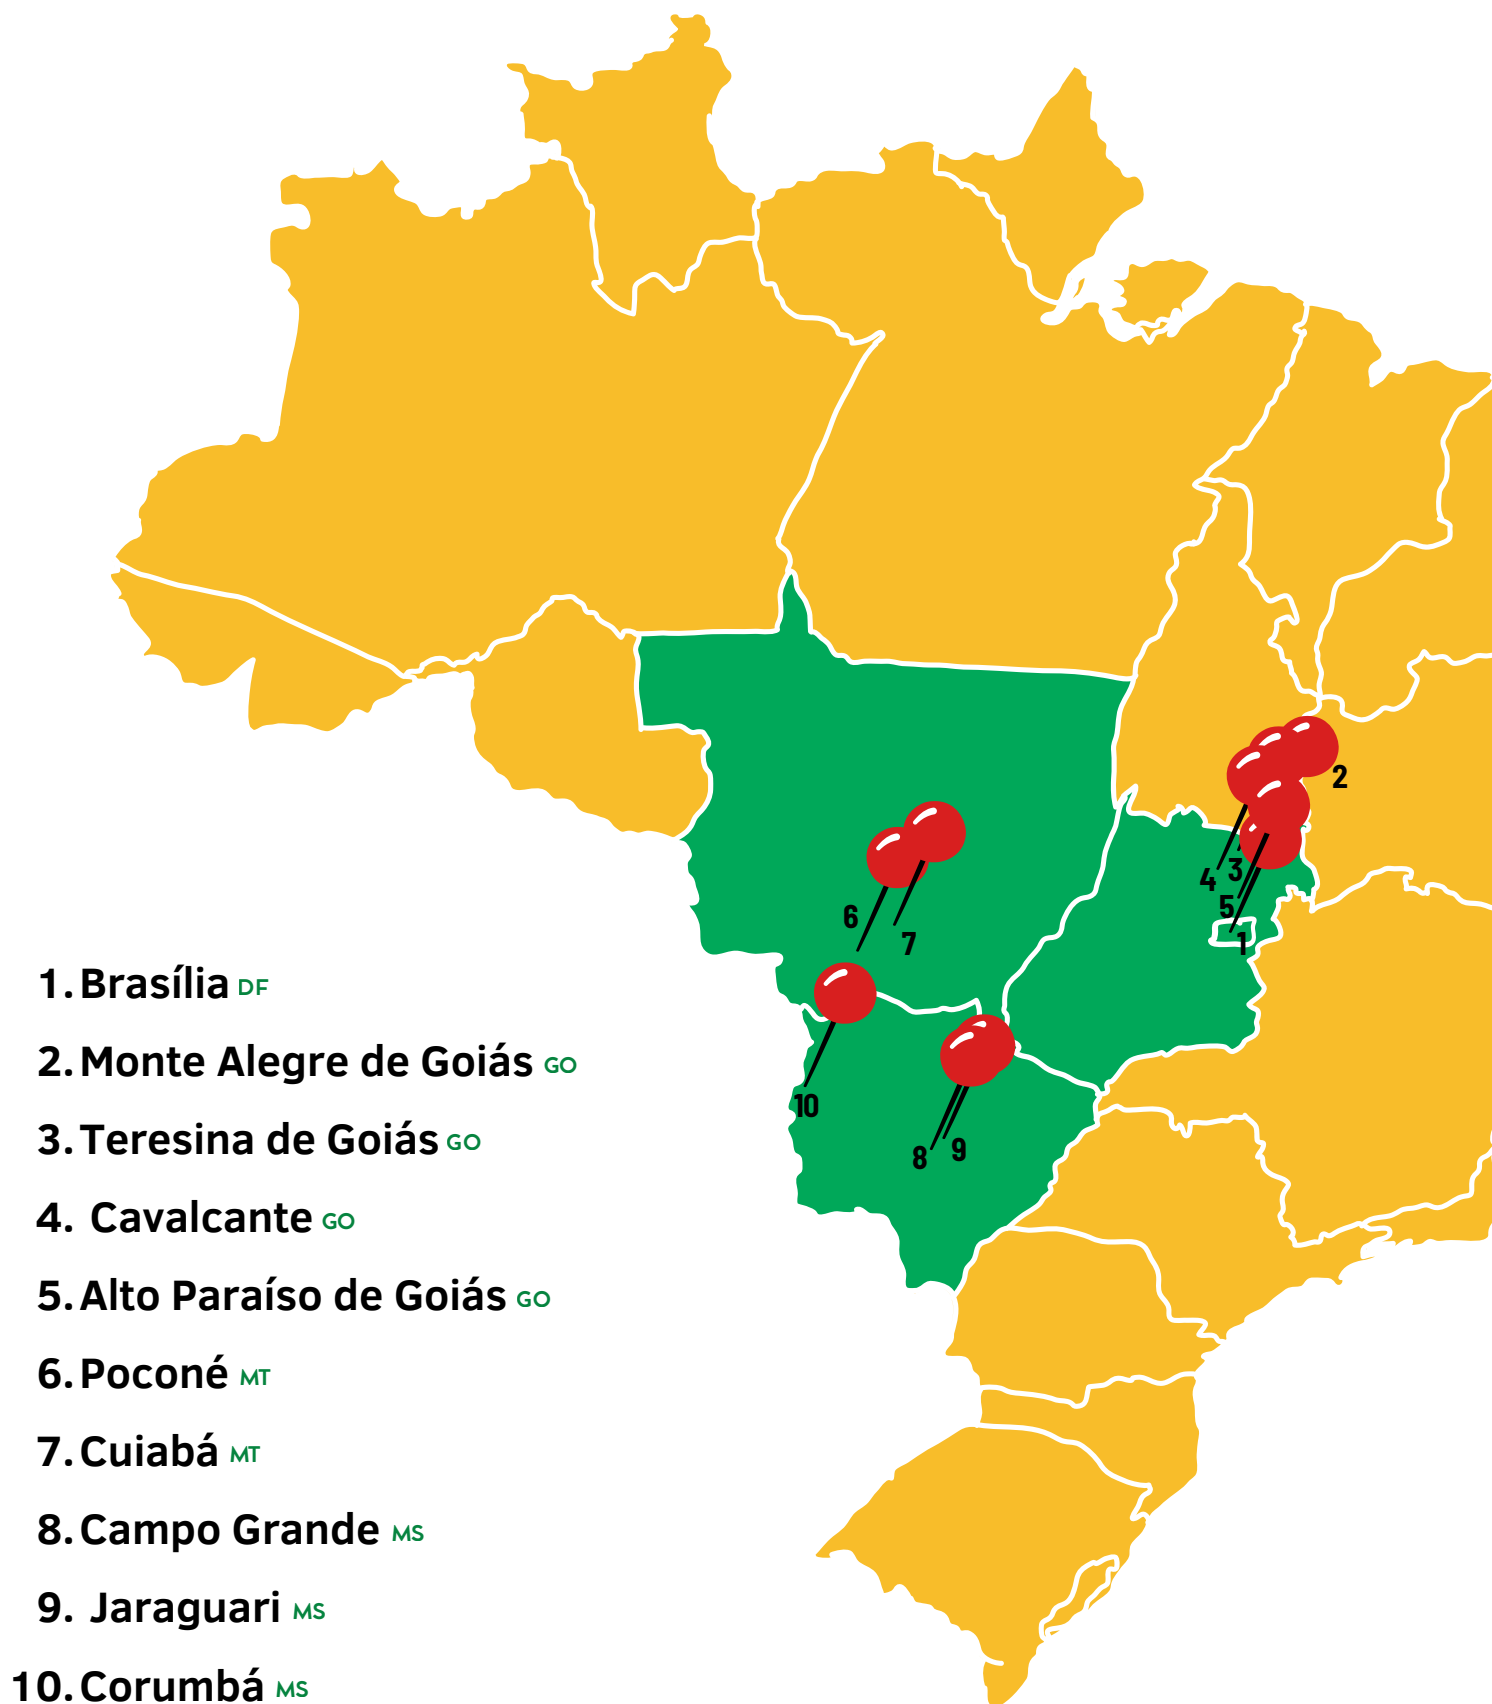 2
3
4
5
1
6
7
10
9
8
1. Brasília DF
2. Monte Alegre de Goiás GO
3. Teresina de Goiás GO
4. Cavalcante GO
5. Alto Paraíso de Goiás GO
6. Poconé MT
7. Cuiabá MT
8. Campo Grande MS
9. Jaraguari MS
10. Corumbá MS